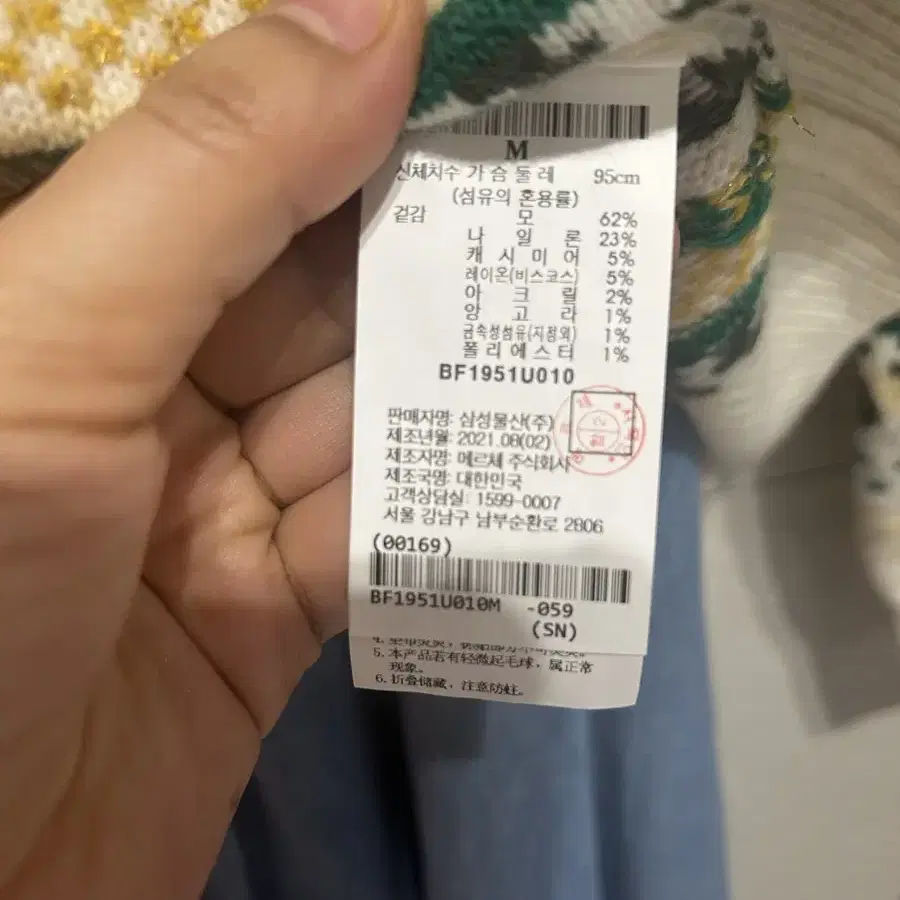 M
신체치수 가슴둘레 95cm
(섬유의 혼용률)
겉감 모 62%
나일론 23%
캐시미어 5%
레이온(비스코스) 5%
아크릴 2%
앙고라 1%
금속성섬유(지정외) 1%
폴리에스터 1%
BF1951U010
판매자명: 삼성물산(주)
제조년월: 2021.08(02)
제조자명: 메르체 주식회사
제조국명: 대한민국
고객상담실: 1599-0007
서울 강남구 남부순환로 2806
(00169)
BF1951U010M -059
(SN)
5. 本产品若有轻微起毛球，属正常
现象。
6. 折叠储藏，注意防蛀。